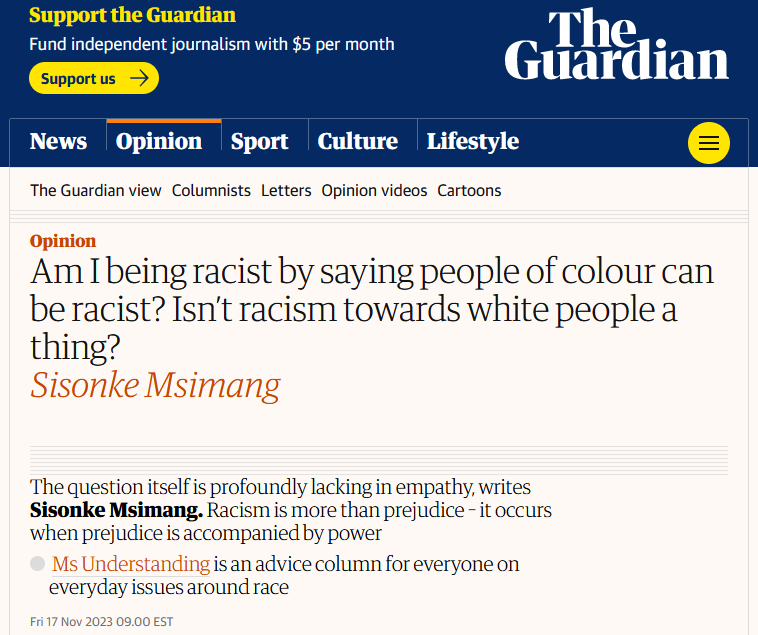 Support the Guardian
Fund independent journalism with $5 per month
Support us
The
Guardian
News Opinion Sport Culture Lifestyle
The Guardian view Columnists Letters Opinion videos Cartoons
Opinion
Am I being racist by saying people of colour can
be racist? Isn’t racism towards white people a
thing?
Sisonke Msimang
The question itself is profoundly lacking in empathy, writes
Sisonke Msimang. Racism is more than prejudice – it occurs
when prejudice is accompanied by power
Ms Understanding is an advice column for everyone on
everyday issues around race
Fri 17 Nov 2023 09.00 EST